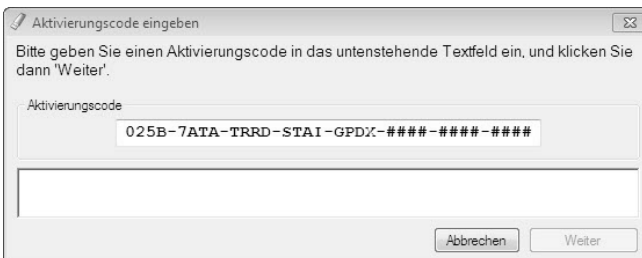 Aktivierungscode eingeben
Bitte geben Sie einen Aktivierungscode in das untenstehende Textfeld ein, und klicken Sie
dann 'Weiter'.
Aktivierungscode
025B-7ATA-TRRD-STAI-GPDX-####-####-####
Abbrechen Weiter